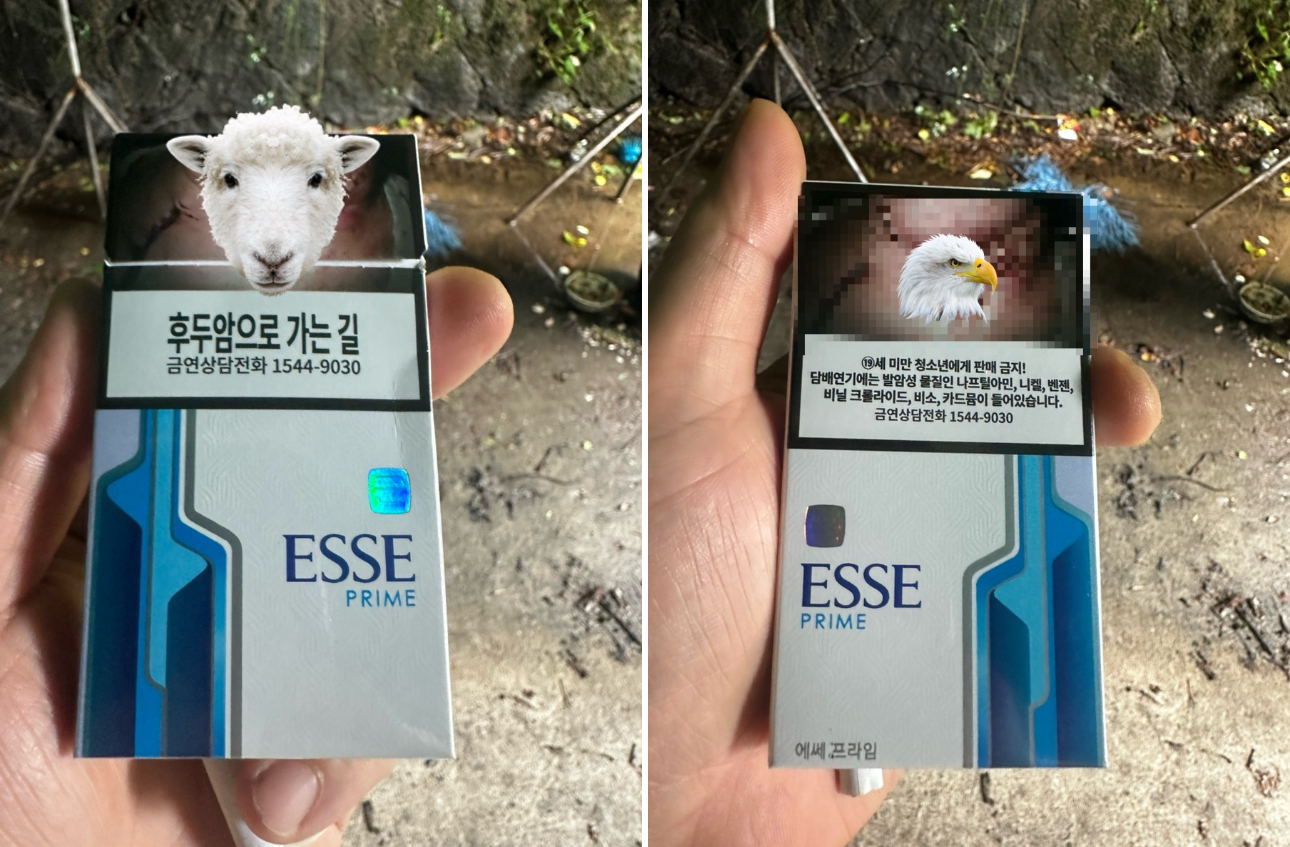 후두암으로 가는 길
금연상담전화 1544-9030
ESSE
PRIME
⑲세 미만 청소년에게 판매 금지!
담배연기에는 발암성 물질인 나프틸아민, 니켈, 벤젠,
비닐 크롤라이드, 비소, 카드뮴이 들어있습니다.
금연상담전화 1544-9030
ESSE
PRIME
에쎄 프라임